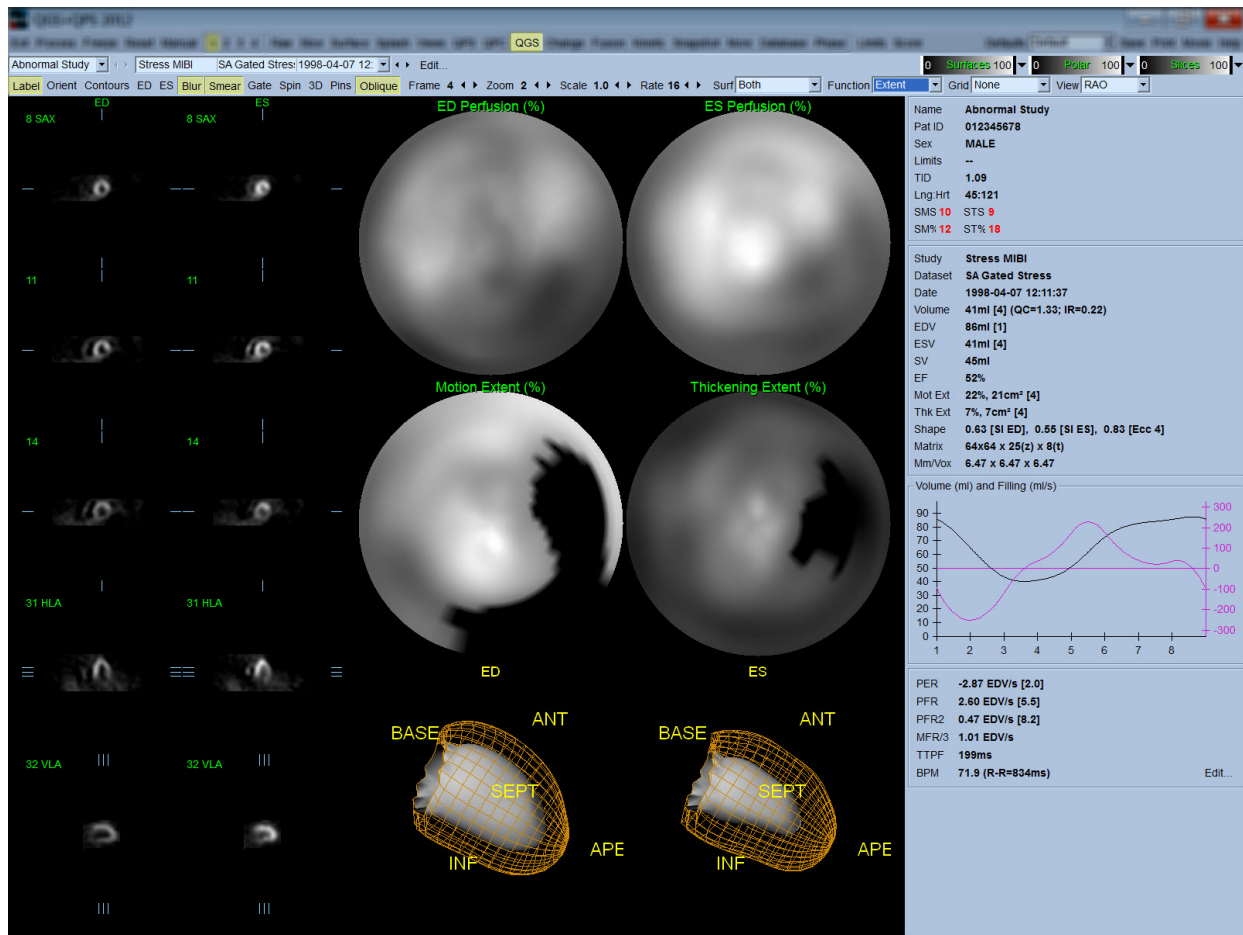 QGS+QPS 2012
QGS
Abnormal Study Stress MIBI SA Gated Stres: 1998-04-07 12: Edit... 0 Surfaces 100 0 Polar 100 0 Slices 100
Label Orient Contours ED ES Blur Smear Gate Spin 3D Pins Oblique Frame 4 Zoom 2 Scale 1.0 Rate 16 Surf Both Function Extent Grid None View RAO
ED ES
8 SAX 8 SAX
11 11
14 14
31 HLA 31 HLA
32 VLA 32 VLA
ED Perfusion (%) ES Perfusion (%)
Motion Extent (%) Thickening Extent (%)
ED ES
BASE ANT SEPT INF APE
BASE ANT SEPT INF APE
Name Abnormal Study
Pat ID 012345678
Sex MALE
Limits --
TID 1.09
Lng:Hrt 45:121
SMS 10 STS 9
SM% 12 ST% 18
Study Stress MIBI
Dataset SA Gated Stress
Date 1998-04-07 12:11:37
Volume 41ml [4] (QC=1.33; IR=0.22)
EDV 86ml [1]
ESV 41ml [4]
SV 45ml
EF 52%
Mot Ext 22%, 21cm² [4]
Thk Ext 7%, 7cm² [4]
Shape 0.63 [SI ED], 0.55 [SI ES], 0.83 [Ecc 4]
Matrix 64x64 x 25(z) x 8(t)
Mm/Vox 6.47 x 6.47 x 6.47
Volume (ml) and Filling (ml/s)
90 300
80 200
70 100
60 0
50 -100
40 -200
30 -300
20
10
0
1 2 3 4 5 6 7 8
PER -2.87 EDV/s [2.0]
PFR 2.60 EDV/s [5.5]
PFR2 0.47 EDV/s [8.2]
MFR/3 1.01 EDV/s
TTPF 199ms
BPM 71.9 (R-R=834ms) Edit...